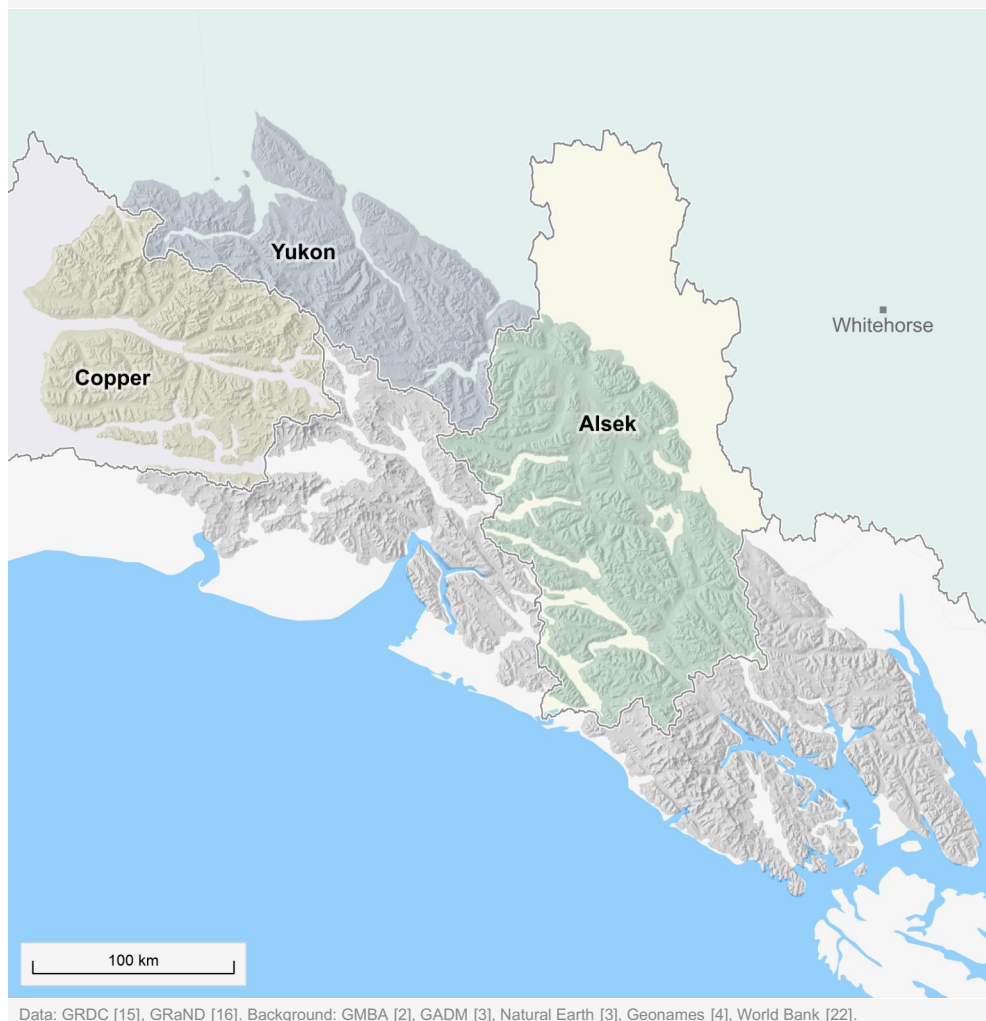 Yukon
Whitehorse
Copper
Alsek
100 km
Data: GRDC [15], GRanD [16]. Background: GMBA [2], GADM [3], Natural Earth [3], Geonames [4], World Bank [22].